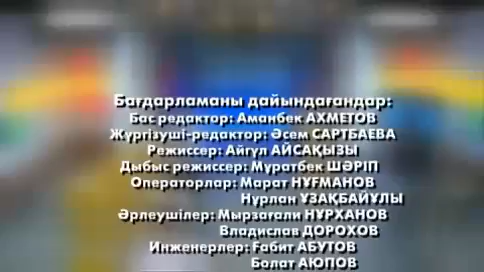 Бағдарламаны дайындағандар:
Бас редактор: Аманбек АХМЕТОВ
Жүргізуші-редактор: Әсем САРТБАЕВА
Режиссер: Айгүл АЙСАҚЫЗЫ
Дыбыс режиссер: Мұратбек ШӘРІП
Операторлар: Марат НҰҒМАНОВ
Нұрлан ҰЗАҚБАЙҰЛЫ
Әрлеушілер: Мырзағали НҰРХАНОВ
Владислав ДОРОХОВ
Инженерлер: Ғабит АБУТОВ
Болат АЮПОВ